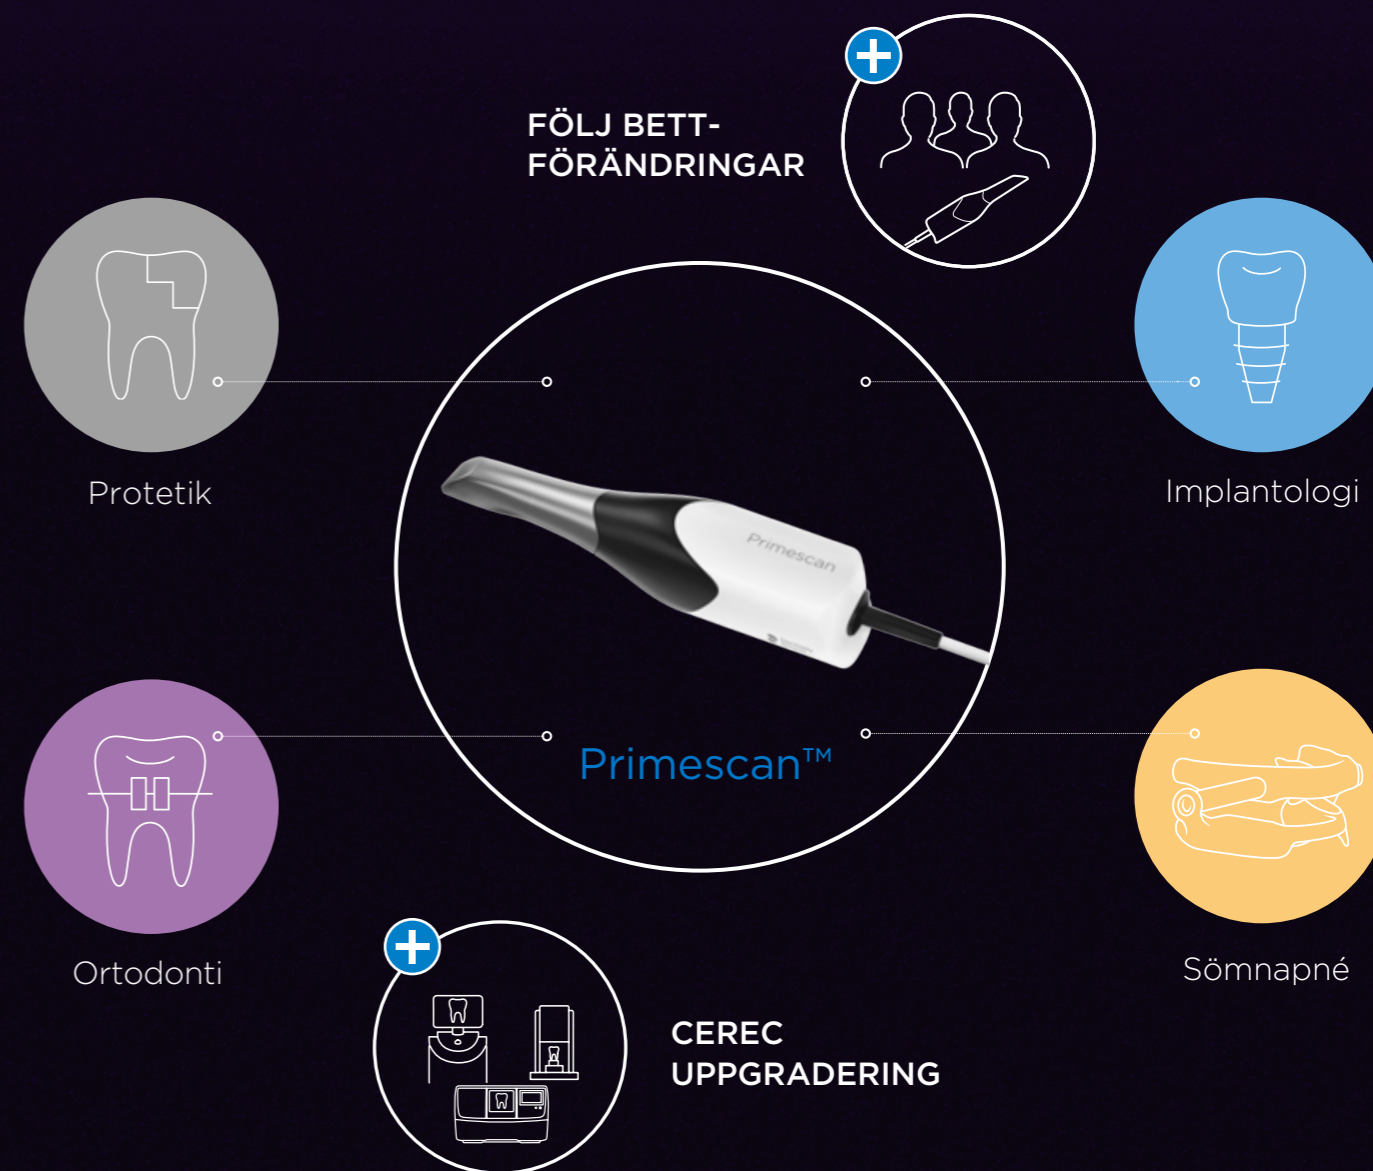 FÖLJ BETT-
FÖRÄNDRINGAR
Protetik
Implantologi
Primescan
Primescan™
Ortodonti
Sömnapné
CEREC
UPPGRADERING